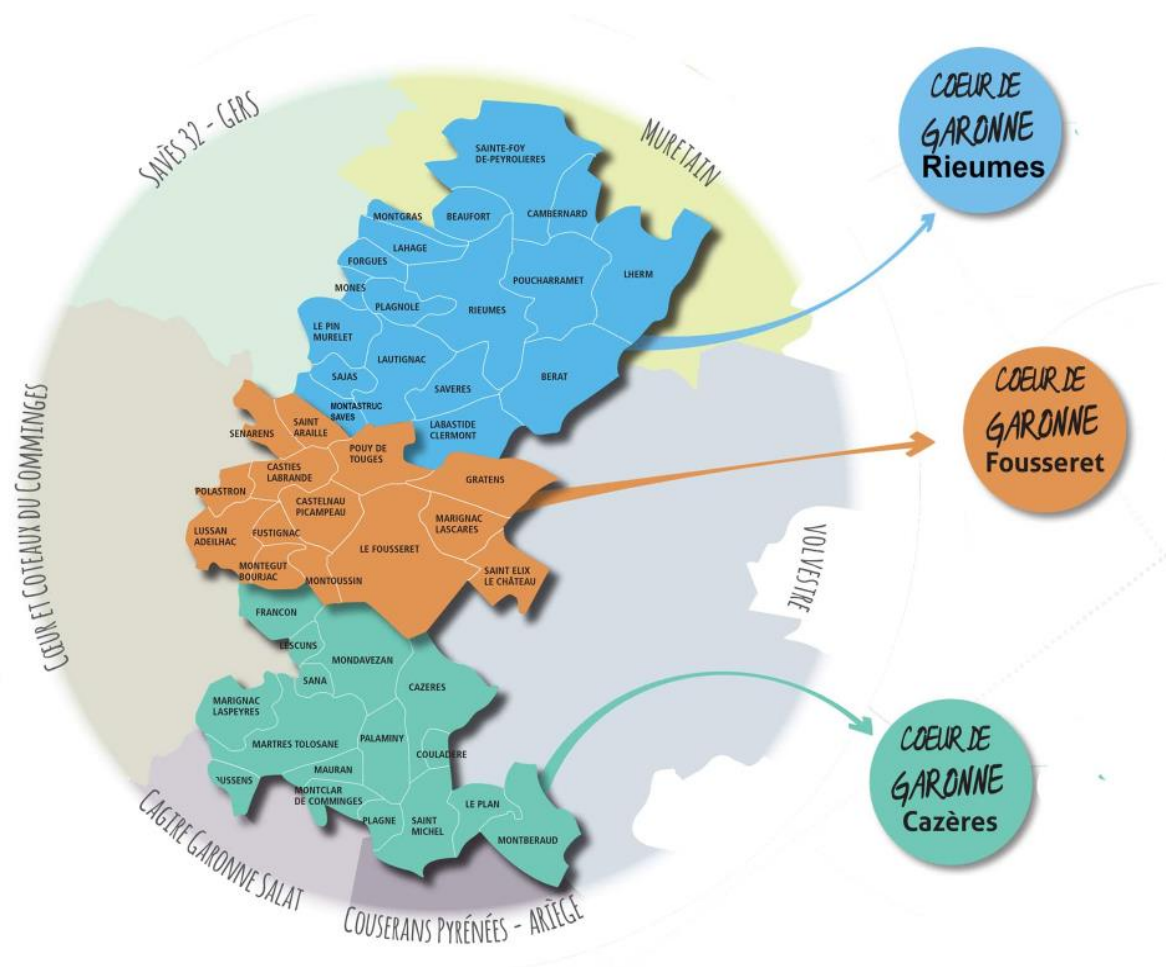 SAVÈS 32 - GERS
MURETAIN
COEUR DE
GARONNE
Rieumes
SAINTE-FOY
DE-PEYROLIERES
MONTGRAS
BEAUFORT
CAMBERNARD
LAHAGE
FORGUES
POUCHARRAMET
LHERM
MONES
PLAGNOLE
RIEUMES
LE PIN
MURELET
LAUTIGNAC
SAJAS
SAVERES
BERAT
MONTASTRUC
SAVES
LABASTIDE
CLERMONT
COEUR DE
GARONNE
Fousseret
SENARENS
SAINT
ARAILLE
POUY DE
TOUGES
CASTIES
LABRANDE
GRATENS
POLASTRON
CASTELNAU
PICAMPEAU
LUSSAN
ADEILHAC
FUSTIGNAC
MARIGNAC
LASCARES
LE FOUSSERET
MONTEGUT
BOURJAC
MONTOUSSIN
SAINT ELIX
LE CHÂTEAU
CŒUR ET COTEAUX DU COMMINGES
VOLVESTRE
FRANCON
LESCUNS
MONDAVEZAN
SANA
CAZERES
MARIGNAC
LASPEYRES
MARTRES TOLOSANE
PALAMINY
COULADERE
MAURAN
MONTCLAR
DE COMMINGES
PLAGNE
SAINT
MICHEL
LE PLAN
MONTBERAUD
COEUR DE
GARONNE
Cazères
CAGIRE GARONNE SALAT
COUSERANS PYRÉNÉES - ARIÈGE